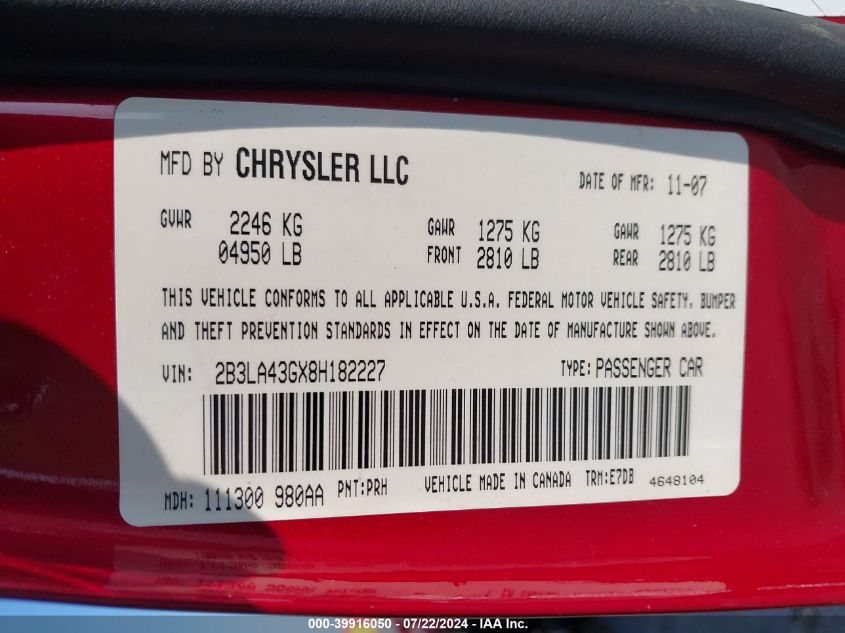 MFD BY CHRYSLER LLC DATE OF MFR: 11-07
GVWR 2246 KG GAWR 1275 KG GAWR 1275 KG
04950 LB FRONT 2810 LB REAR 2810 LB
THIS VEHICLE CONFORMS TO ALL APPLICABLE U.S.A. FEDERAL MOTOR VEHICLE SAFETY, BUMPER
AND THEFT PREVENTION STANDARDS IN EFFECT ON THE DATE OF MANUFACTURE SHOWN ABOVE.
VIN: 2B3LA43GX8H182227 TYPE: PASSENGER CAR
MDH: 111300 980AA PNT:PRH VEHICLE MADE IN CANADA TRM:E7DB 4648104
000-39916050 - 07/22/2024 - IAAI.COM